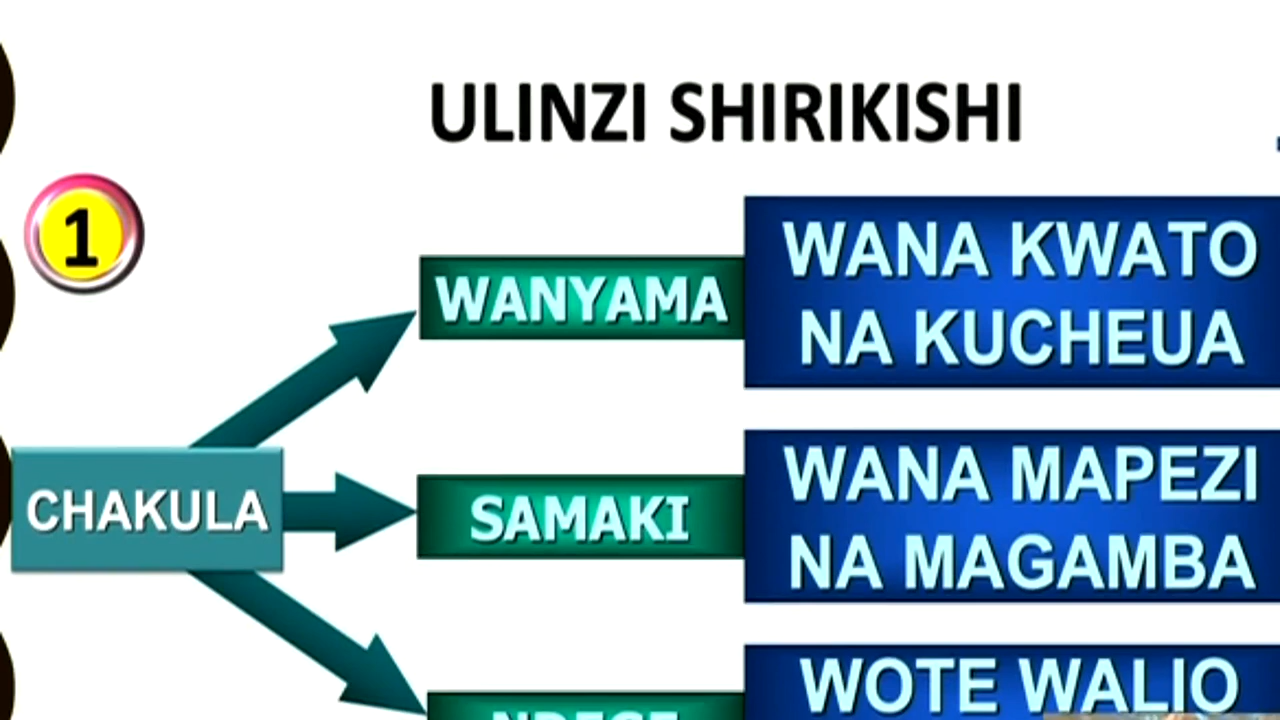 ULINZI SHIRIKISHI
1
WANYAMA
WANA KWATO
NA KUCHEUA
CHAKULA
SAMAKI
WANA MAPEZI
NA MAGAMBA
WOTE WALIO